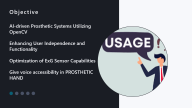 Objective
AI-driven Prosthetic Systems Utilizing
OpenCV
Enhancing User Independence and
Functionality
Optimization of ExG Sensor Capabilities
Give voice accessibility in PROSTHETIC
HAND
USAGE